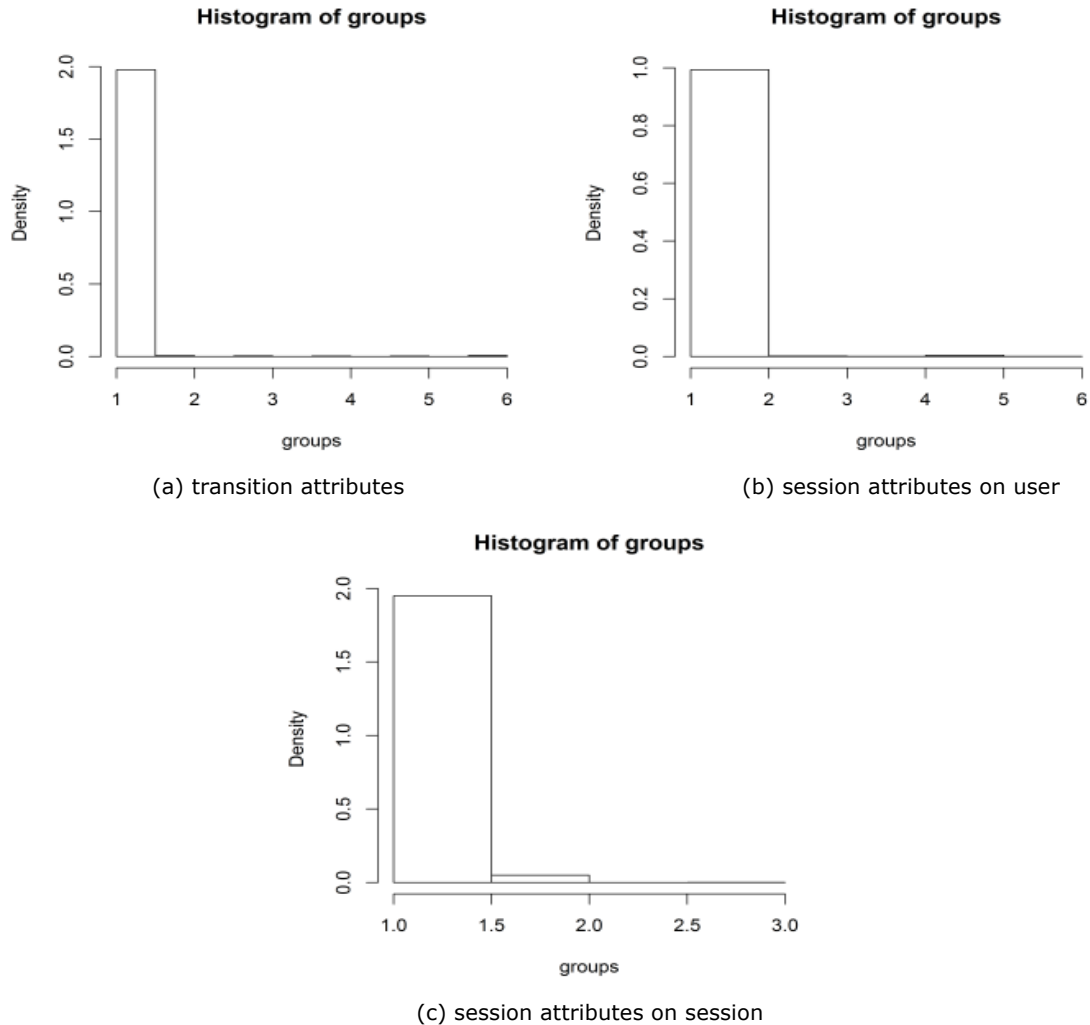 Histogram of groups
Density
0.0 0.5 1.0 1.5 2.0
1 2 3 4 5 6
groups
(a) transition attributes
Histogram of groups
Density
0.0 0.2 0.4 0.6 0.8 1.0
1 2 3 4 5 6
groups
(b) session attributes on user
Histogram of groups
Density
0.0 0.5 1.0 1.5 2.0
1.0 1.5 2.0 2.5 3.0
groups
(c) session attributes on session